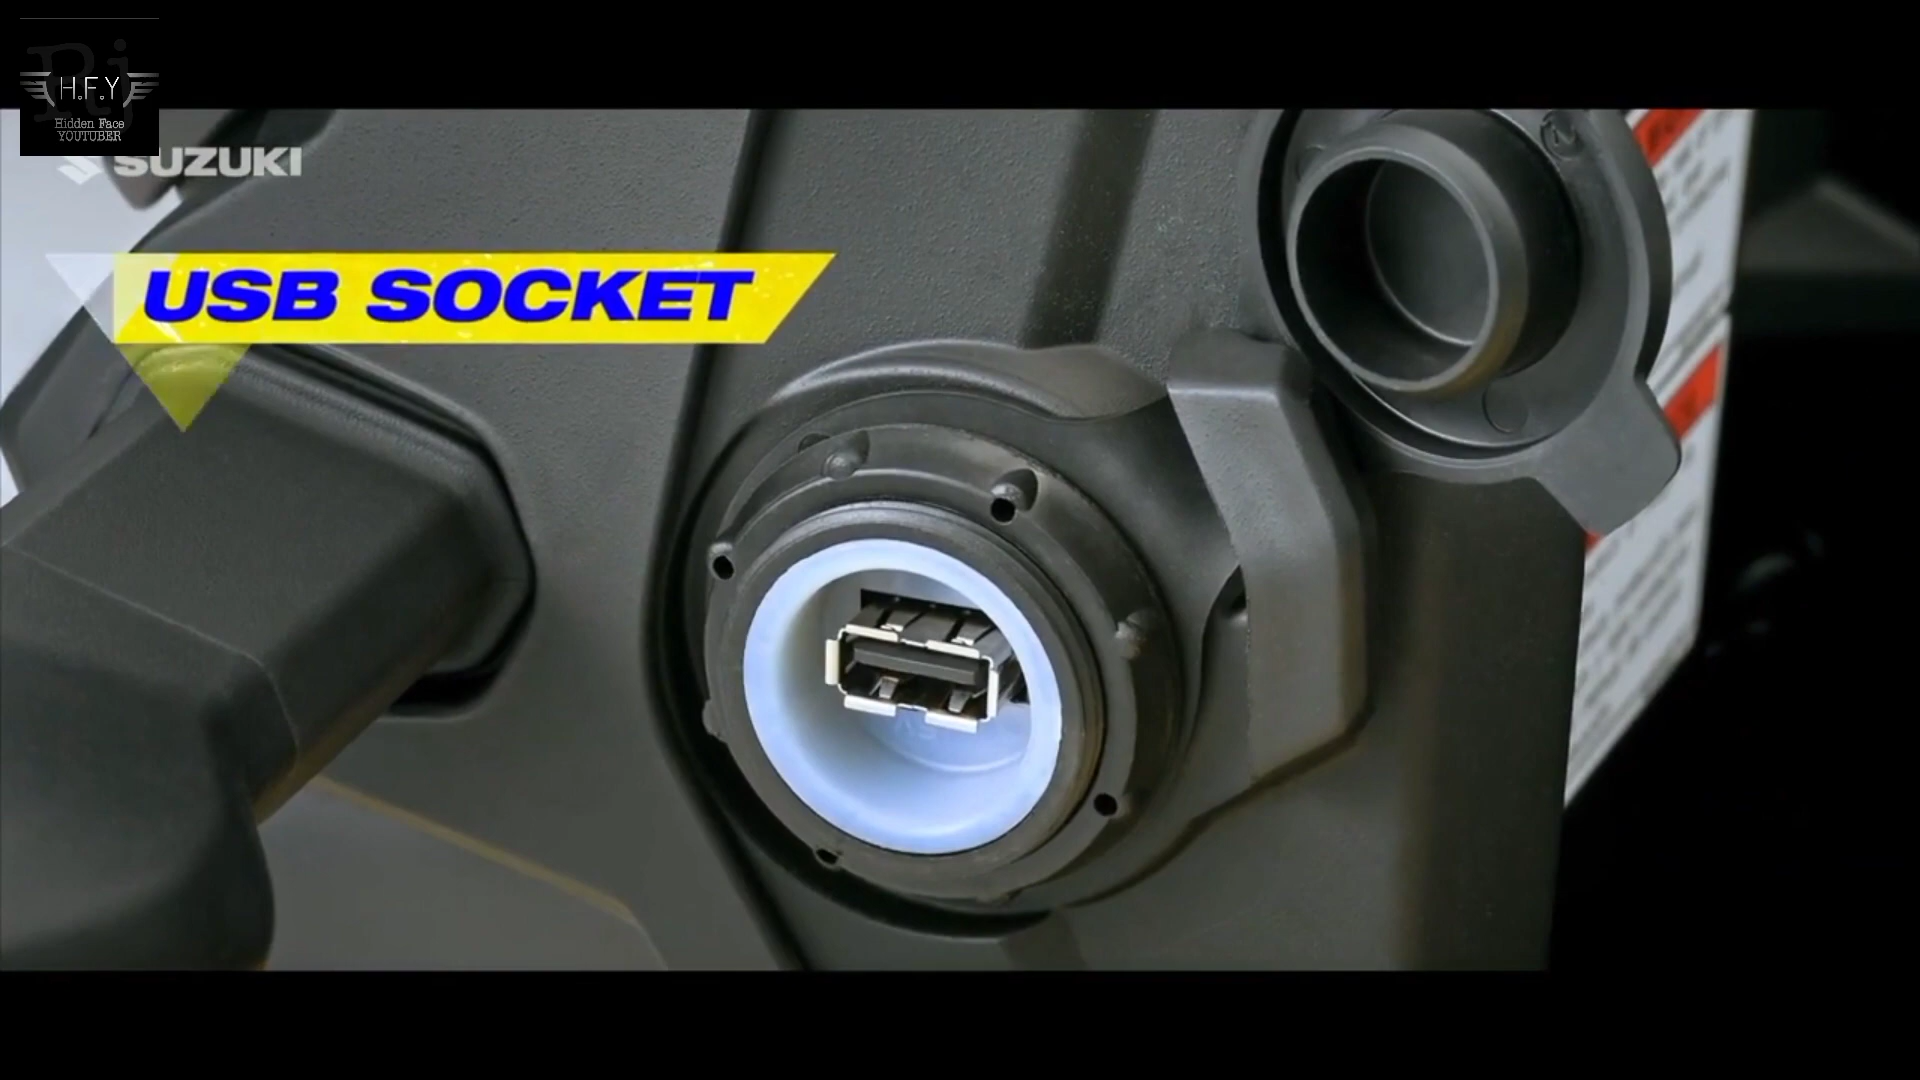 H.F.Y
Hidden Face
YOUTUBER
SUZUKI
USB SOCKET